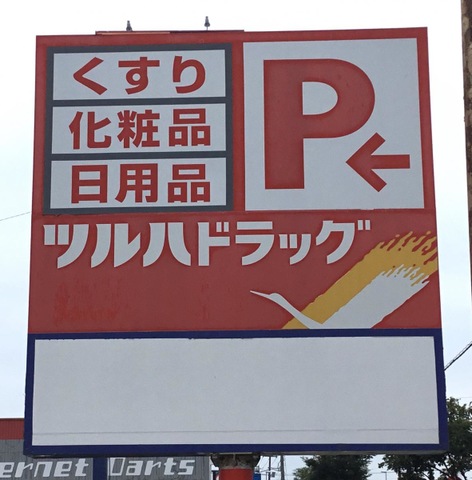 くすり
化粧品
日用品
P
ツルハドラッグ
ernet Darts